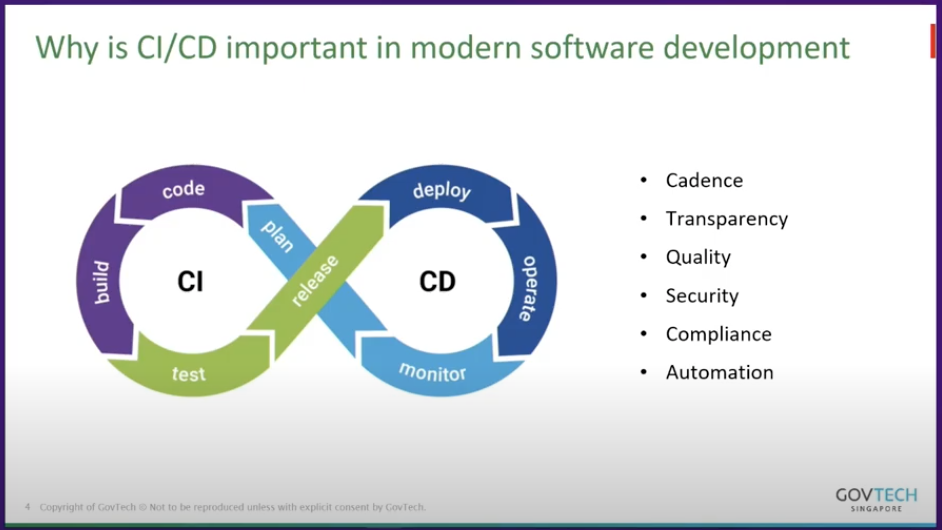 Why is CI/CD important in modern software development
code
build
test
plan
release
deploy
operate
monitor
CI
CD
• Cadence
• Transparency
• Quality
• Security
• Compliance
• Automation
4 Copyright of GovTech © Not to be reproduced unless with explicit consent by GovTech.
GOVTECH
SINGAPORE